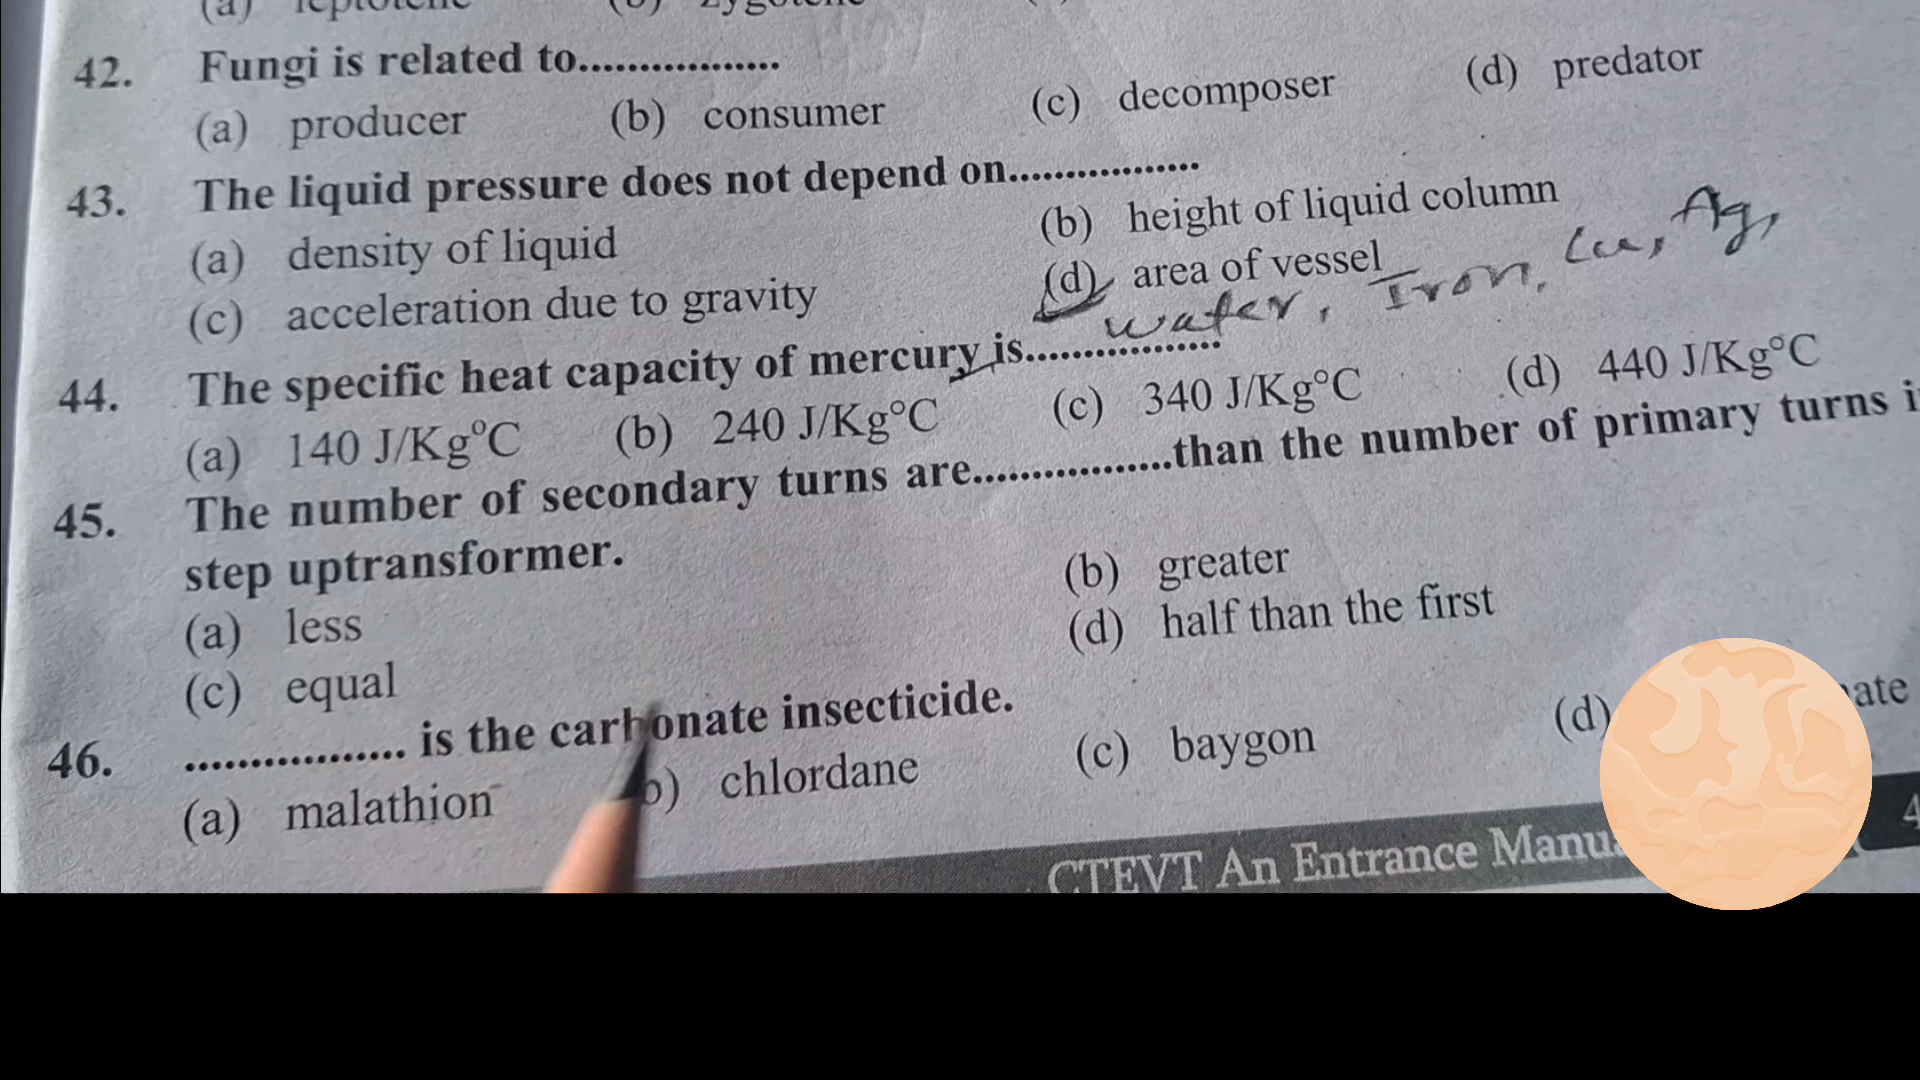 42. Fungi is related to.................
(a) producer (b) consumer (c) decomposer (d) predator
43. The liquid pressure does not depend on.................
(a) density of liquid (b) height of liquid column
(c) acceleration due to gravity (d) area of vessel
water, Iron, Cu, Ag,
44. The specific heat capacity of mercury is.................
(a) 140 J/Kg°C (b) 240 J/Kg°C (c) 340 J/Kg°C (d) 440 J/Kg°C
45. The number of secondary turns are.................than the number of primary turns
step uptransformer.
(a) less (b) greater
(c) equal (d) half than the first
46. ................. is the carbonate insecticide.
(a) malathion b) chlordane (c) baygon (d)
CTEVT An Entrance